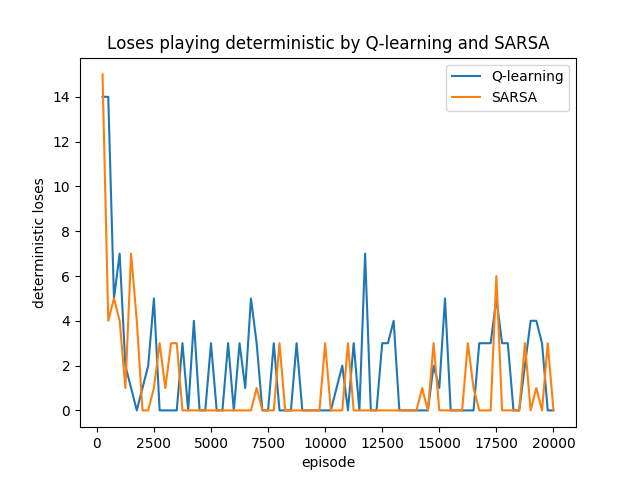 Loses playing deterministic by Q-learning and SARSA
Q-learning
SARSA
deterministic loses
14
12
10
8
6
4
2
0
0 2500 5000 7500 10000 12500 15000 17500 20000
episode